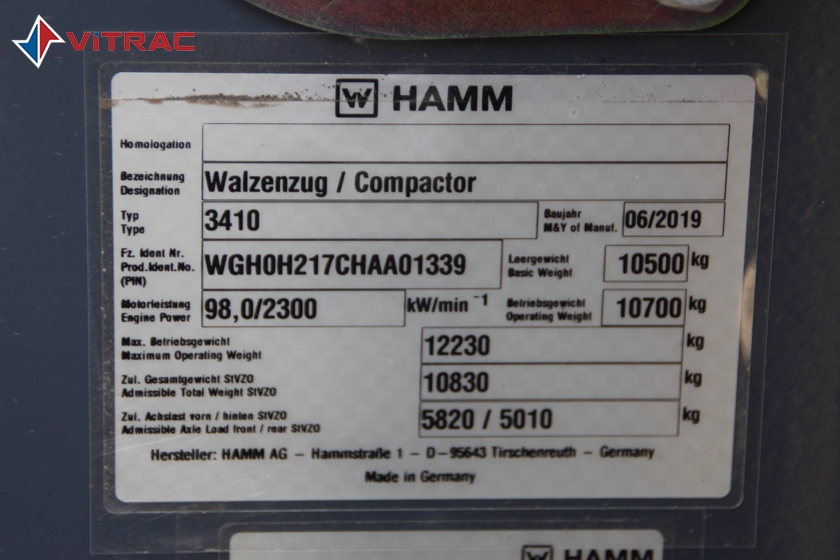 ViTRAC
HAMM
Homologation
Bezeichnung
Designation
Walzenzug / Compactor
Typ
Type
3410
Baujahr
M&Y of Manuf.
06/2019
Fz. Ident Nr.
Prod.Ident.No.
(PIN)
WGH0H217CHAA01339
Leergewicht
Basic Weight
10500 kg
Motorleistung
Engine Power
98,0/2300 kW/min -1
Betriebsgewicht
Operating Weight
10700 kg
Max. Betriebsgewicht
Maximum Operating Weight
12230 kg
Zul. Gesamtgewicht StVZO
Admissible Total Weight StVZO
10830 kg
Zul. Achslast vorn / hinten StVZO
Admissible Axle Load front / rear StVZO
5820 / 5010 kg
Hersteller: HAMM AG – Hammstraße 1 – D-95643 Tirschenreuth – Germany
Made in Germany
HAMM